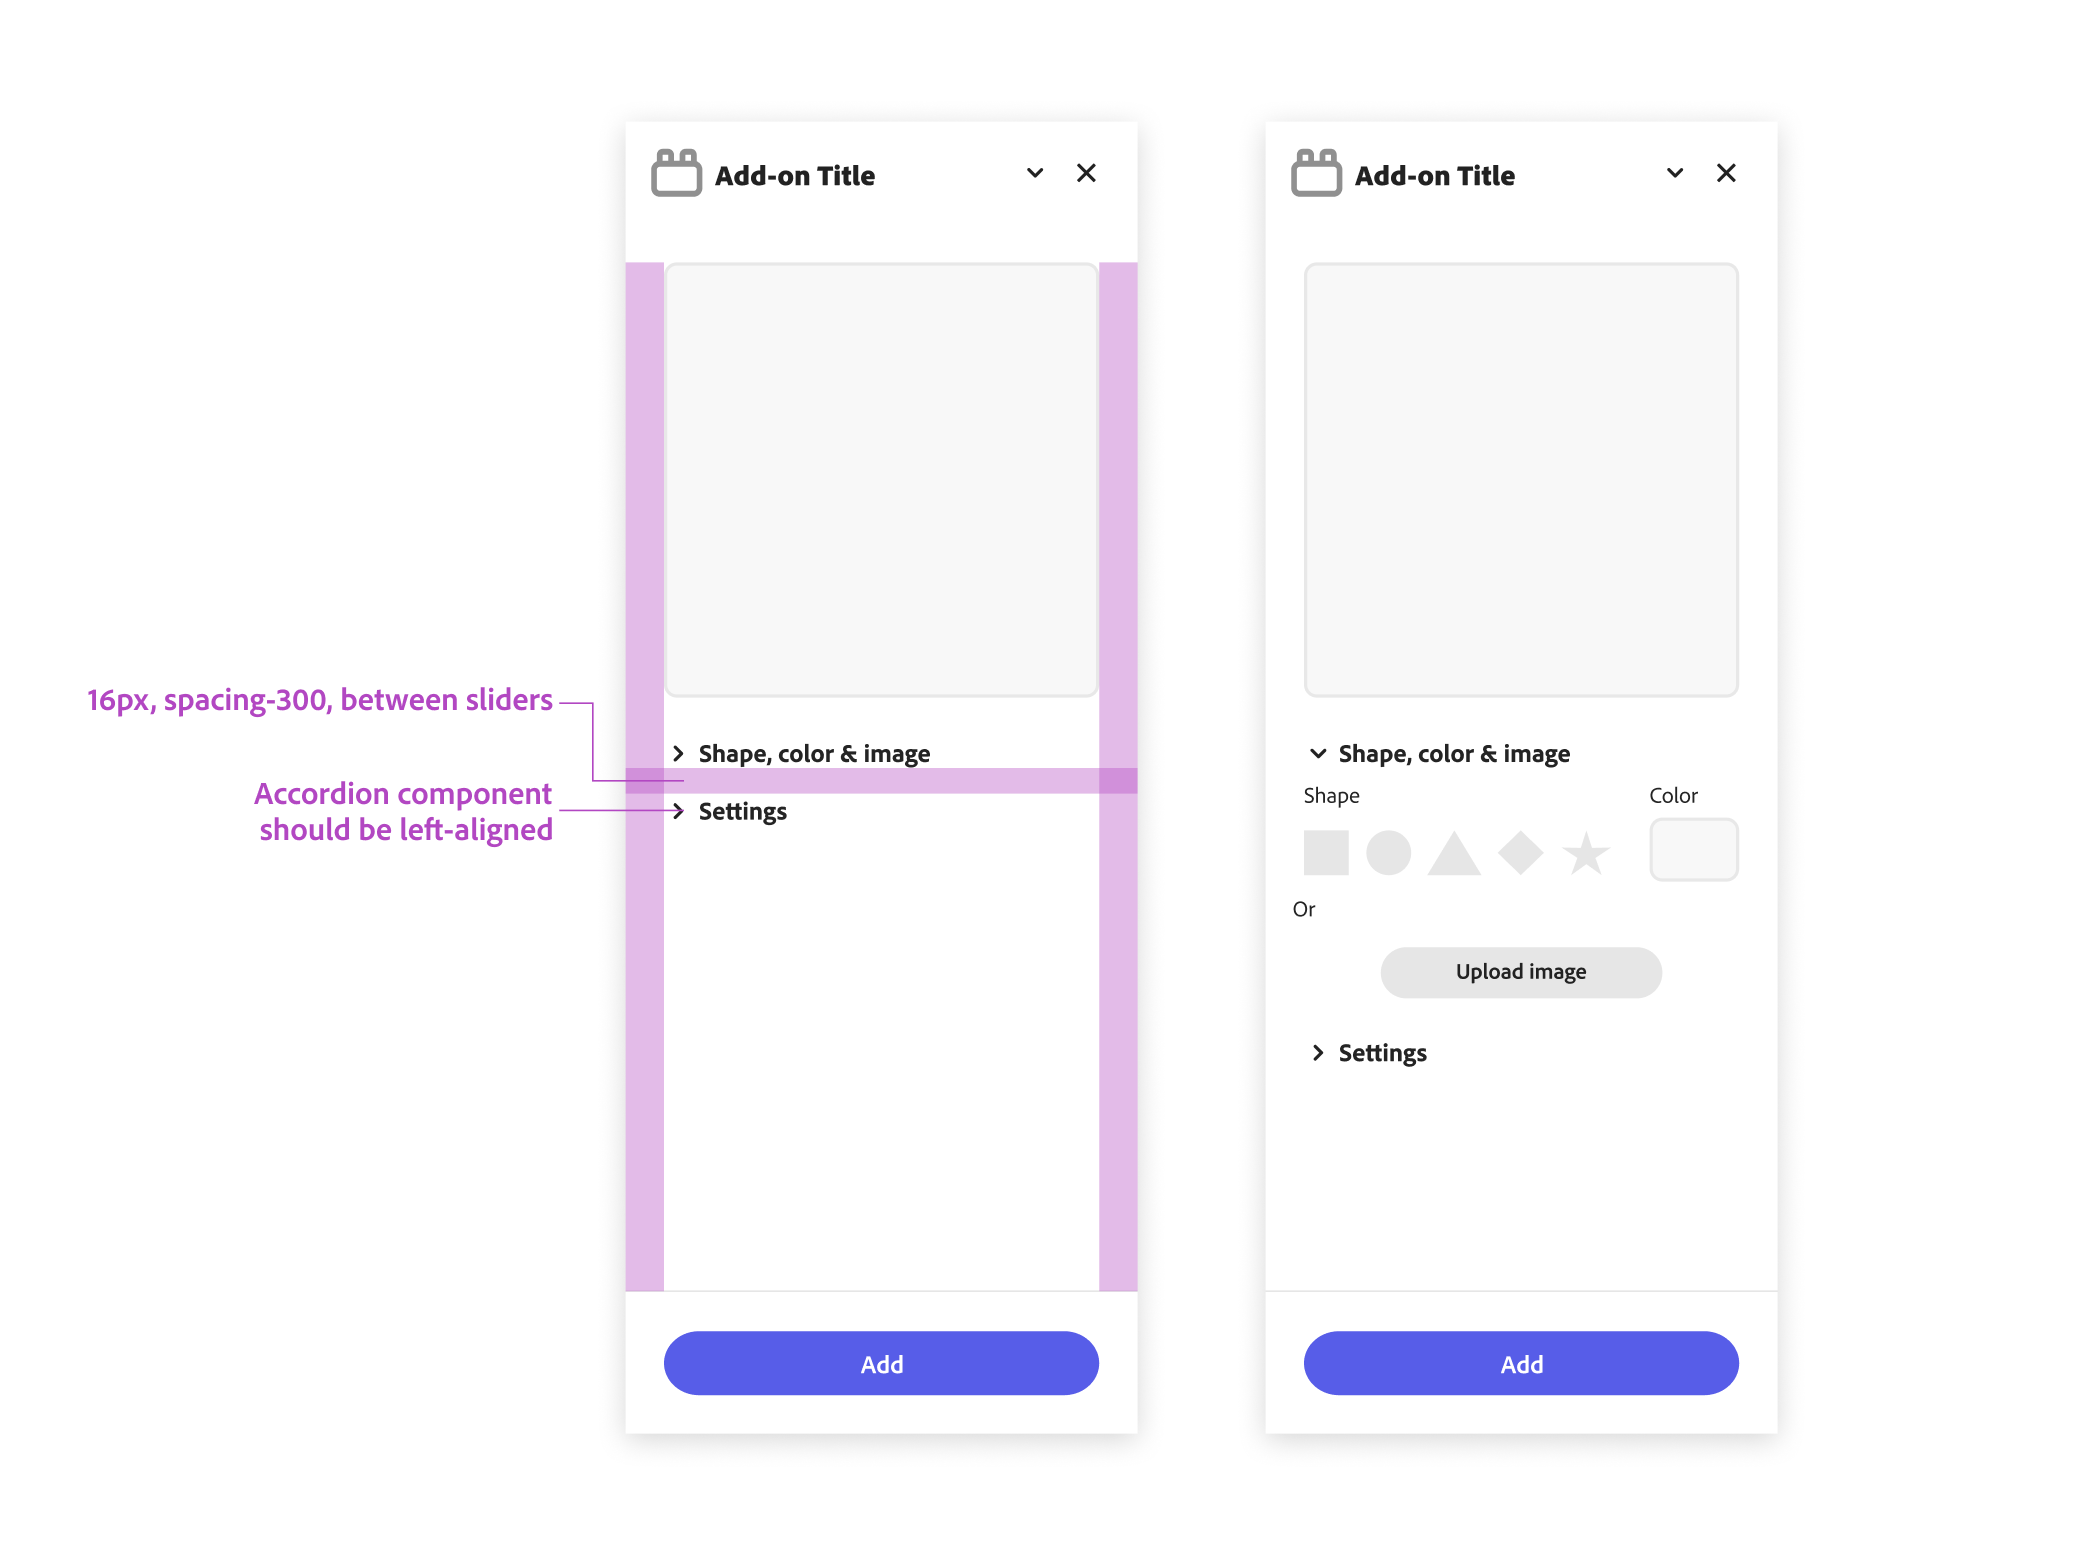 Add-on Title
16px, spacing-300, between sliders
Shape, color & image
Accordion component
should be left-aligned
Settings
Add
Add-on Title
Shape, color & image
Shape
Color
Or
Upload image
Settings
Add